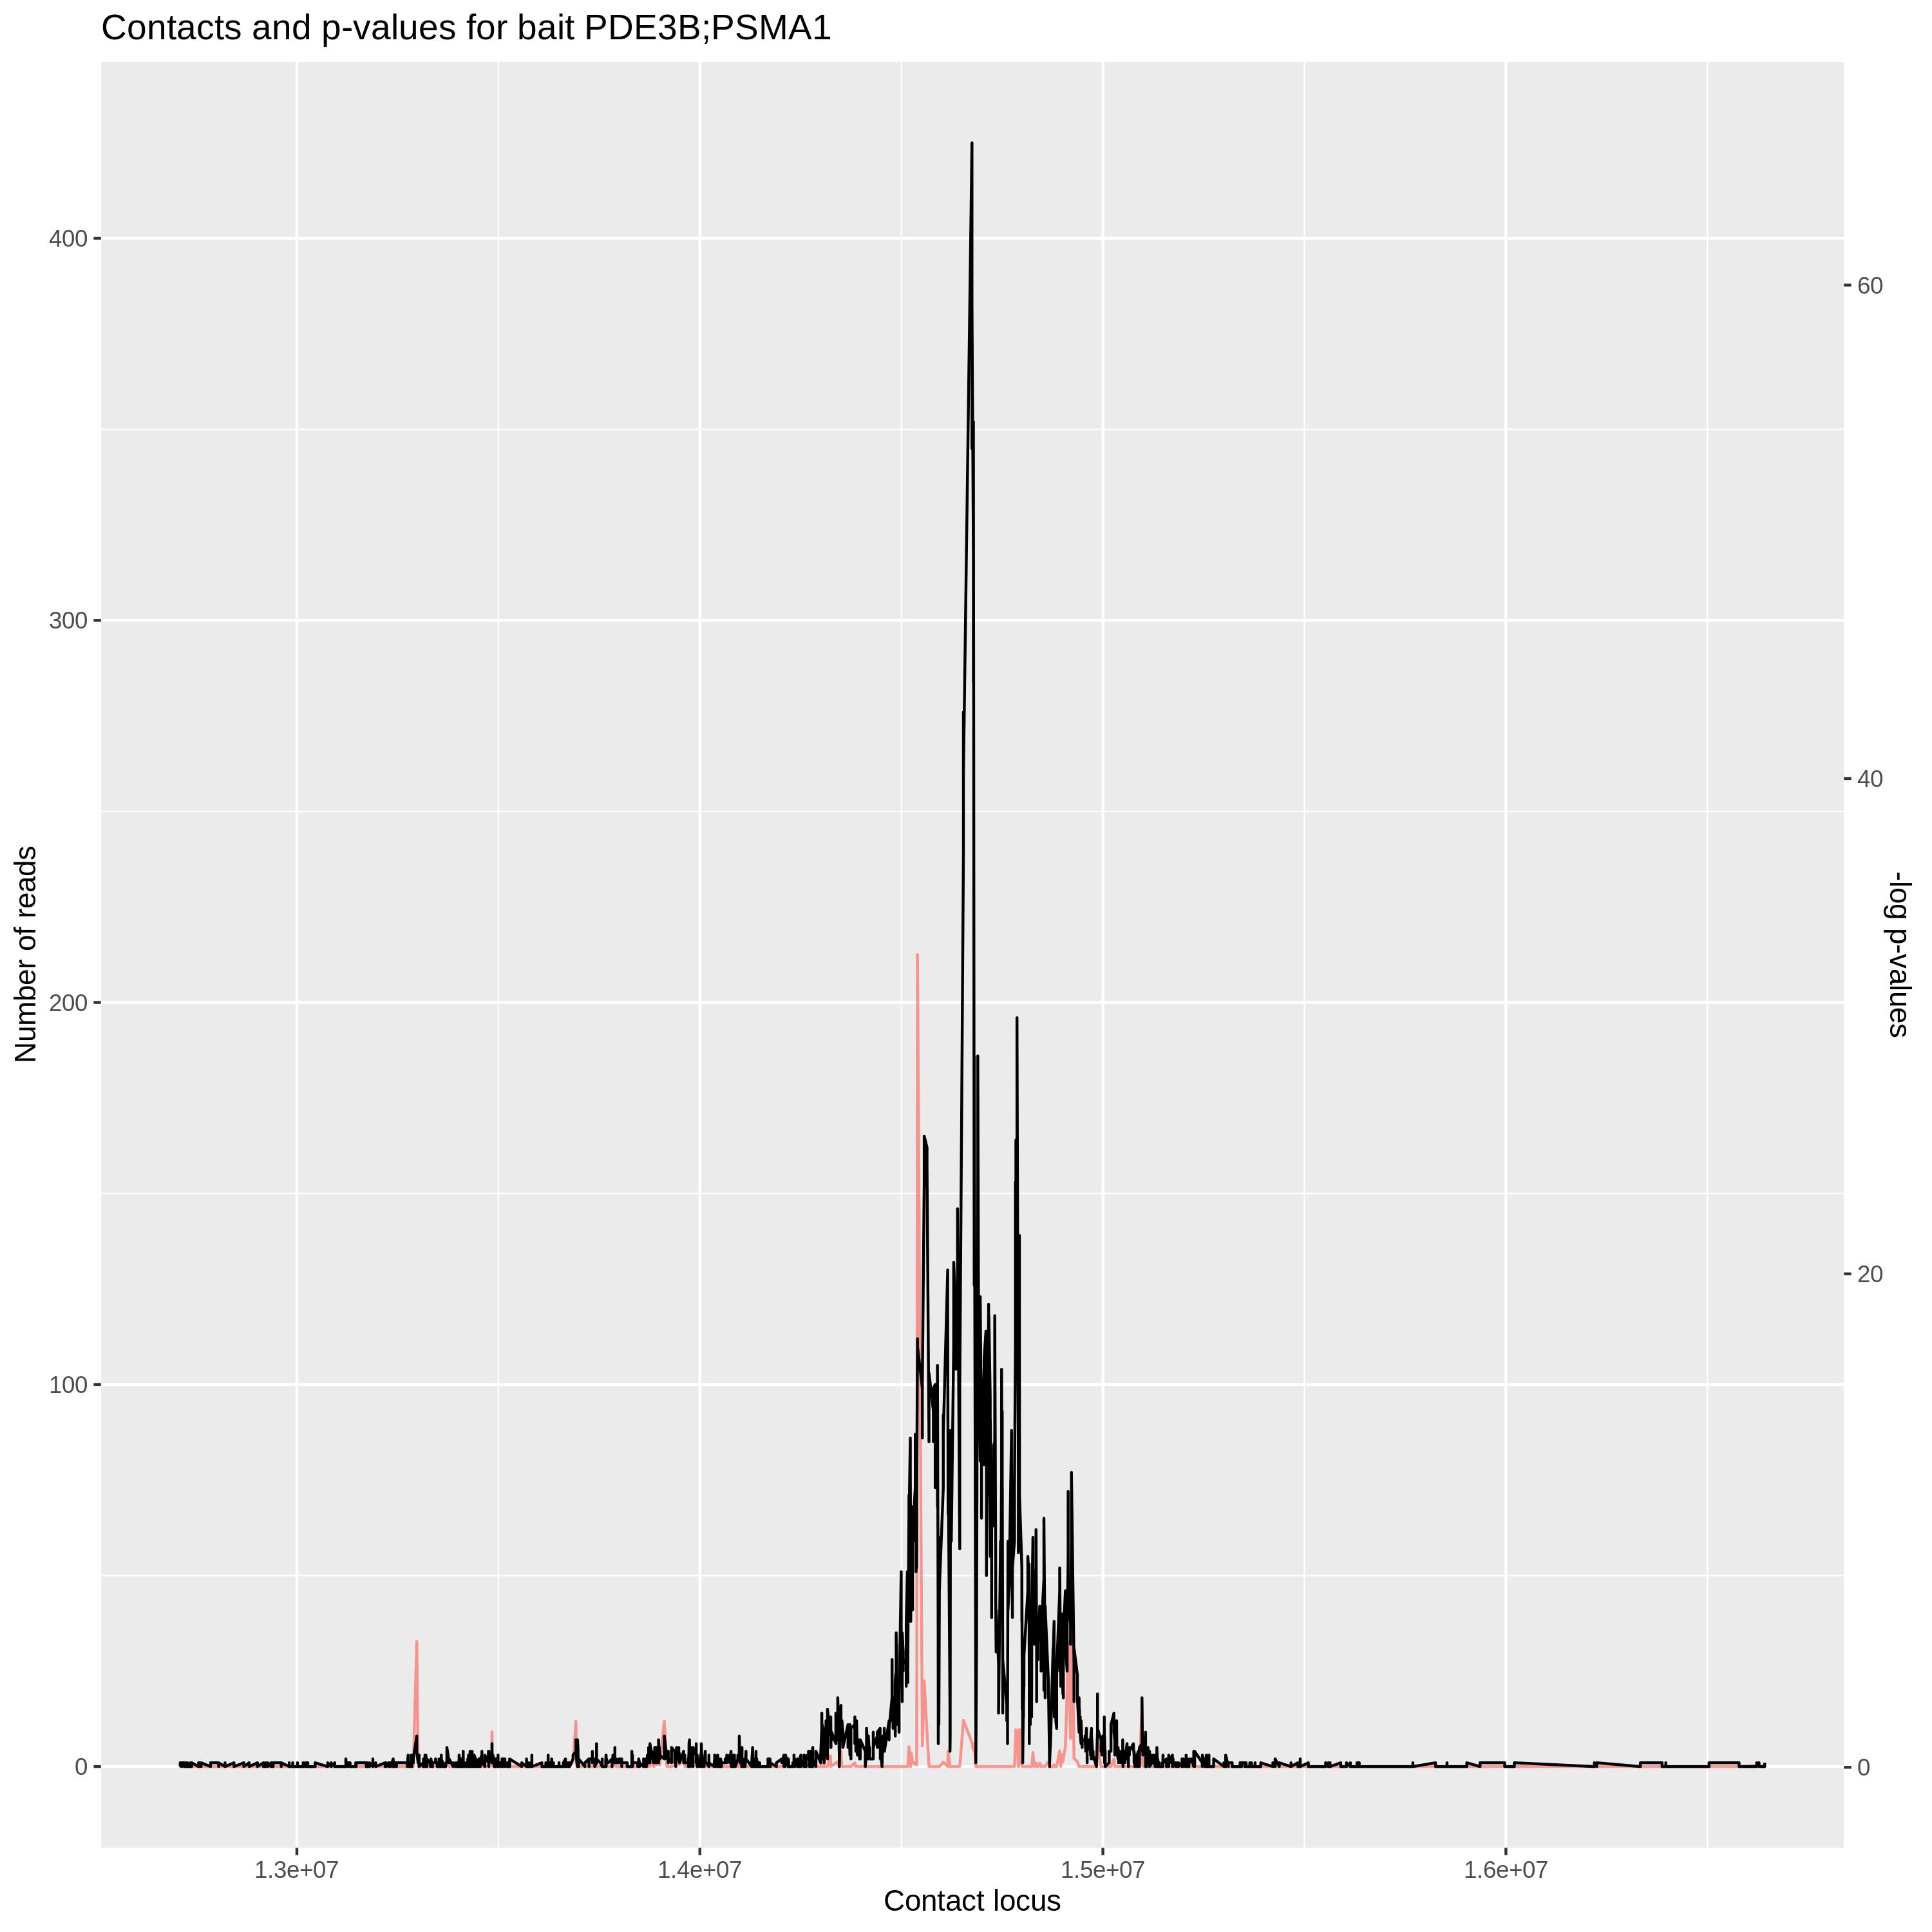 Contacts and p-values for bait PDE3B;PSMA1
400
300
200
100
0
60
40
20
0
Number of reads
-log p-values
1.3e+07
1.4e+07
1.5e+07
1.6e+07
Contact locus